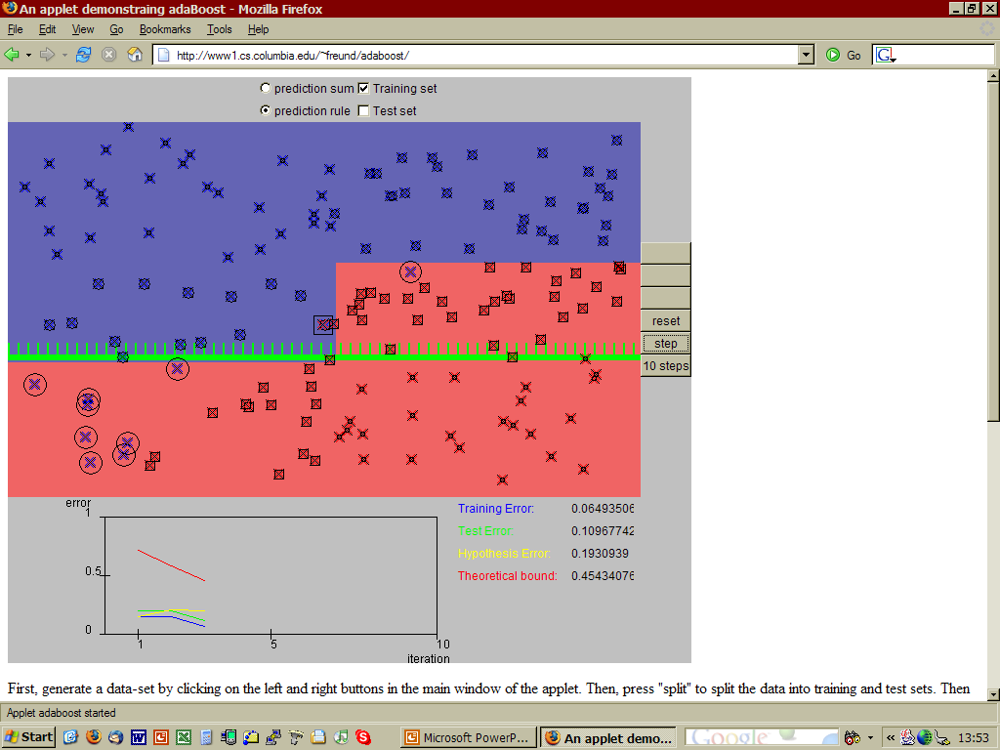 An applet demonstraing adaBoost - Mozilla Firefox
File Edit View Go Bookmarks Tools Help
http://www1.cs.columbia.edu/~freund/adaboost/ Go G
prediction sum Training set
prediction rule Test set
reset
step
10 steps
error
1
0.5
0
1 5 10
iteration
Training Error: 0.06493506
Test Error: 0.10967742
Hypothesis Error: 0.1930939
Theoretical bound: 0.45434076
First, generate a data-set by clicking on the left and right buttons in the main window of the applet. Then, press "split" to split the data into training and test sets. Then
Applet adaboost started
Start Microsoft PowerP... An applet demo... Google 13:53